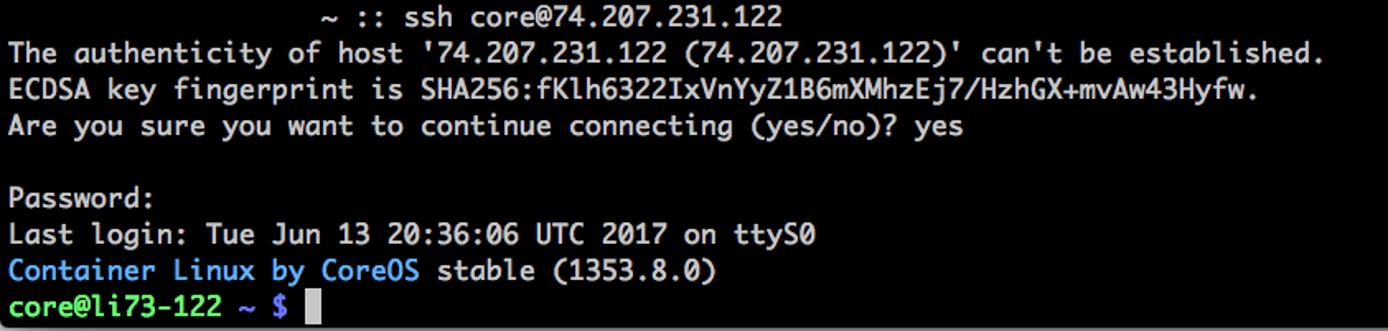 ~ :: ssh core@74.207.231.122
The authenticity of host '74.207.231.122 (74.207.231.122)' can't be established.
ECDSA key fingerprint is SHA256:fKlh6322IxVnYyZ1B6mXMhzEj7/HzhGX+mvAw43Hyfw.
Are you sure you want to continue connecting (yes/no)? yes
Password:
Last login: Tue Jun 13 20:36:06 UTC 2017 on ttyS0
Container Linux by CoreOS stable (1353.8.0)
core@li73-122 ~ $